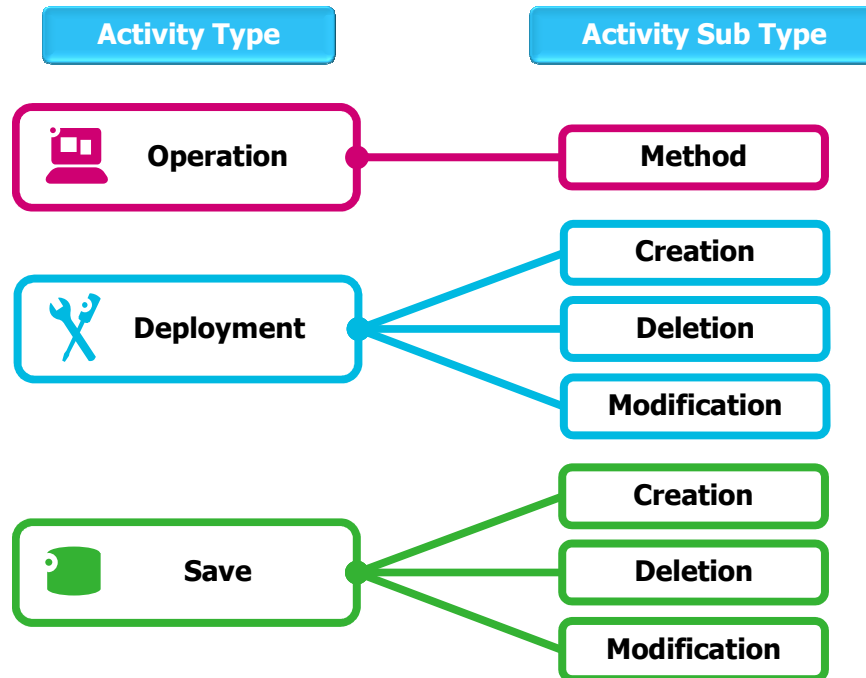 Activity Type
Activity Sub Type
Operation
Method
Deployment
Creation
Deletion
Modification
Save
Creation
Deletion
Modification